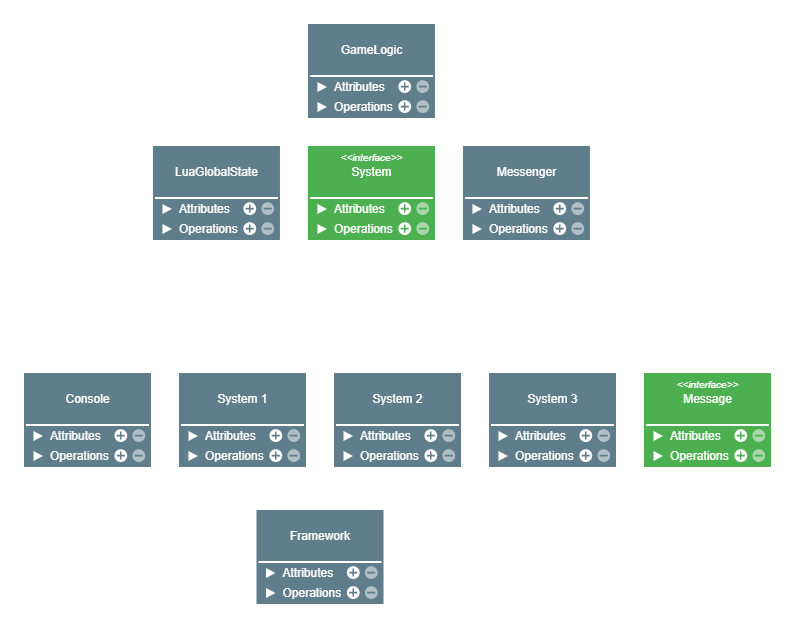 GameLogic
Attributes
Operations
LuaGlobalState
Attributes
Operations
<<interface>>
System
Attributes
Operations
Messenger
Attributes
Operations
Console
Attributes
Operations
System 1
Attributes
Operations
System 2
Attributes
Operations
System 3
Attributes
Operations
<<interface>>
Message
Attributes
Operations
Framework
Attributes
Operations